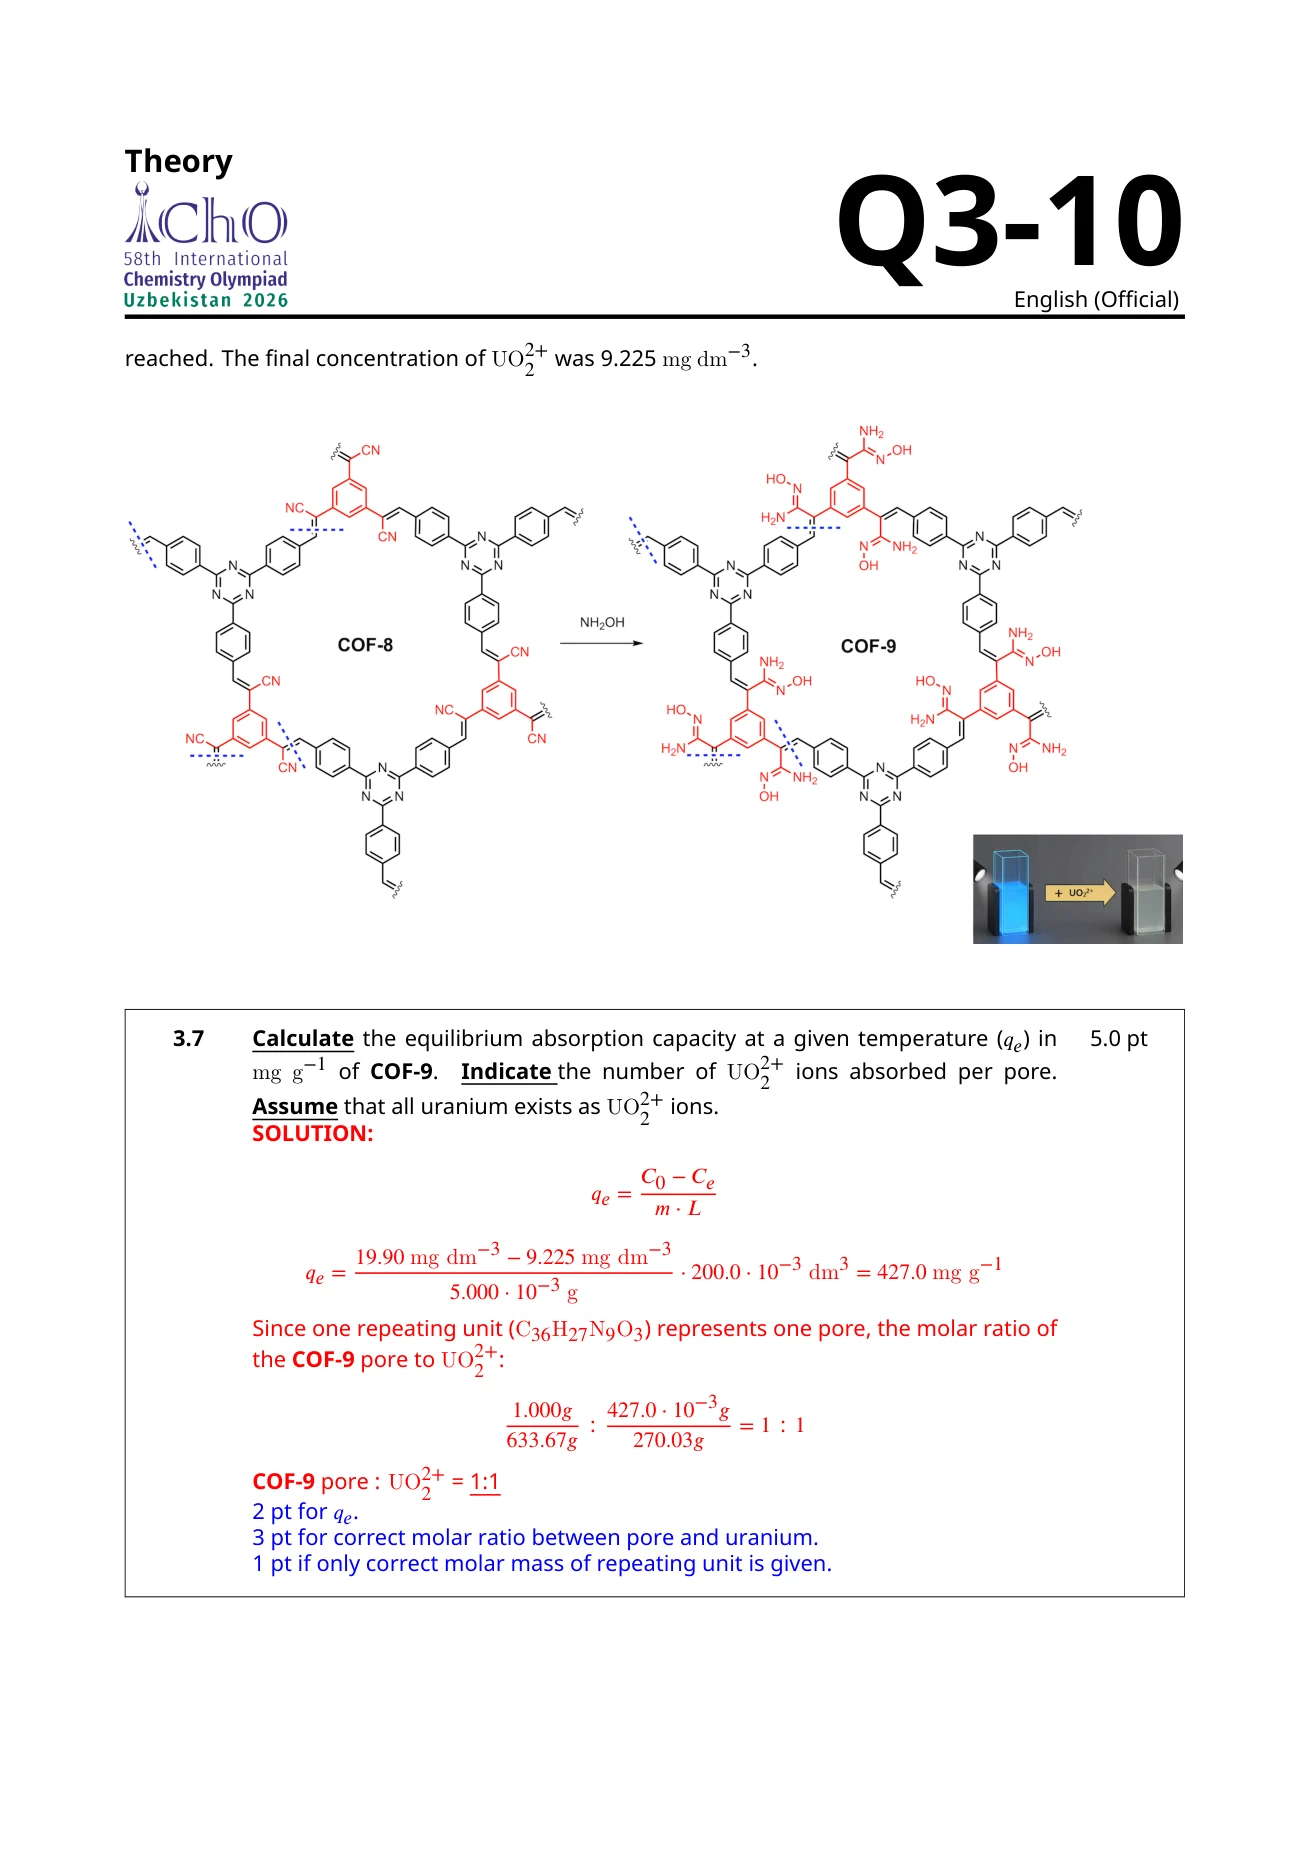 Theory
IChO
58th International
Chemistry Olympiad
Uzbekistan 2026
Q3-10
English (Official)
reached. The final concentration of UO₂²⁺ was 9.225 mg dm⁻³.
CN
NC
CN
N
N
N
N
N
N
COF-8
CN
CN
NC
CN
NC
CN
N
N
N
NH₂OH
NH₂
N
OH
HO
N
H₂N
N
NH₂
OH
N
N
N
N
N
N
COF-9
NH₂
N
OH
NH₂
N
OH
HO
N
H₂N
HO
N
H₂N
N
NH₂
OH
N
NH₂
OH
N
N
N
+ UO₂²⁺
3.7 Calculate the equilibrium absorption capacity at a given temperature (qₑ) in 5.0 pt
mg g⁻¹ of COF-9. Indicate the number of UO₂²⁺ ions absorbed per pore.
Assume that all uranium exists as UO₂²⁺ ions.
SOLUTION:
qₑ = (C₀ − Cₑ) / (m · L)
qₑ = (19.90 mg dm⁻³ − 9.225 mg dm⁻³) / (5.000 · 10⁻³ g) · 200.0 · 10⁻³ dm³ = 427.0 mg g⁻¹
Since one repeating unit (C₃₆H₂₇N₉O₃) represents one pore, the molar ratio of
the COF-9 pore to UO₂²⁺:
1.000g / 633.67g : 427.0 · 10⁻³g / 270.03g = 1 : 1
COF-9 pore : UO₂²⁺ = 1:1
2 pt for qₑ.
3 pt for correct molar ratio between pore and uranium.
1 pt if only correct molar mass of repeating unit is given.